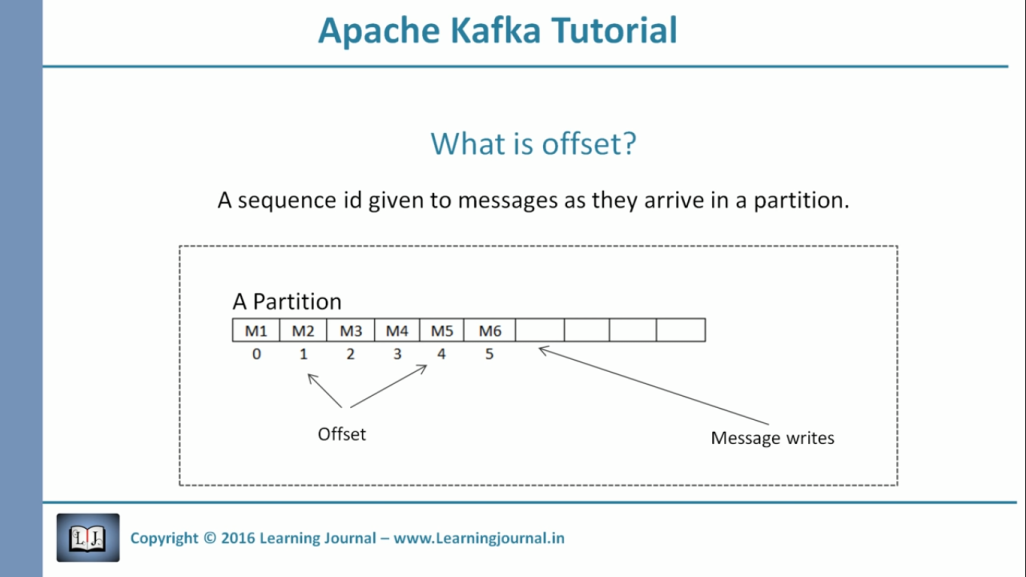 Apache Kafka Tutorial
What is offset?
A sequence id given to messages as they arrive in a partition.
A Partition
M1 M2 M3 M4 M5 M6
0 1 2 3 4 5
Offset
Message writes
LJ
Copyright © 2016 Learning Journal – www.Learningjournal.in